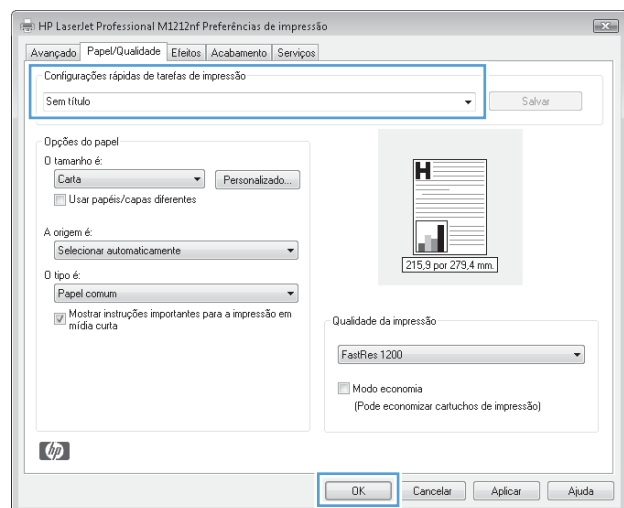 HP LaserJet Professional M1212nf Preferências de impressão
Avançado Papel/Qualidade Efeitos Acabamento Serviços
Configurações rápidas de tarefas de impressão
Sem título
Salvar
Opções do papel
O tamanho é:
Carta
Personalizado...
Usar papéis/capas diferentes
A origem é:
Selecionar automaticamente
O tipo é:
Papel comum
Mostrar instruções importantes para a impressão em
mídia curta
H
215,9 por 279,4 mm.
Qualidade da impressão
FastRes 1200
Modo economia
(Pode economizar cartuchos de impressão)
hp
OK Cancelar Aplicar Ajuda